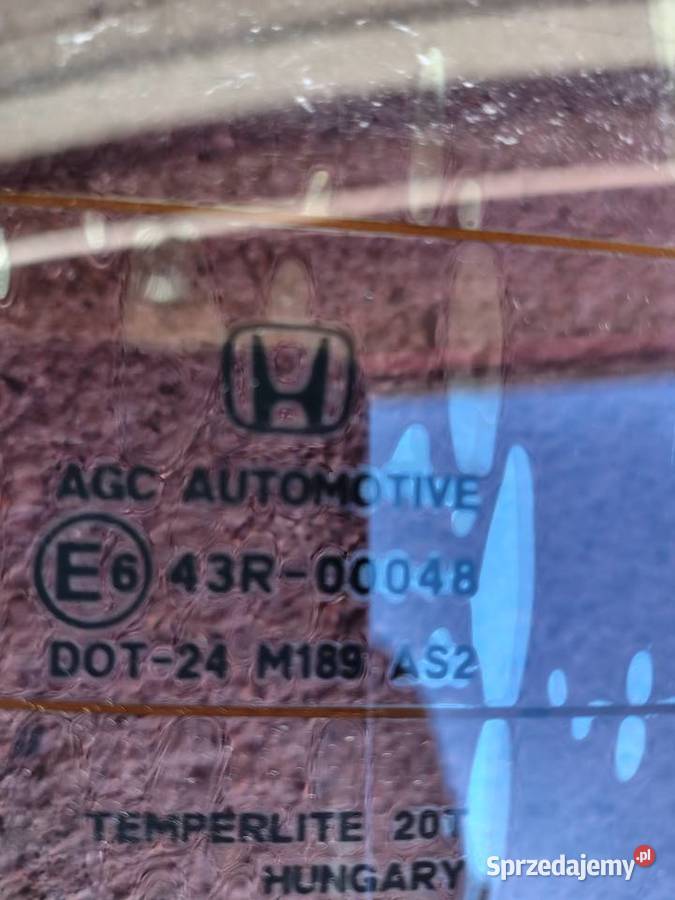 AGC AUTOMOTIVE
E6 43R-00048
DOT-24 M189 AS2
TEMPERLITE 20T
HUNGARY
Sprzedajemy.pl